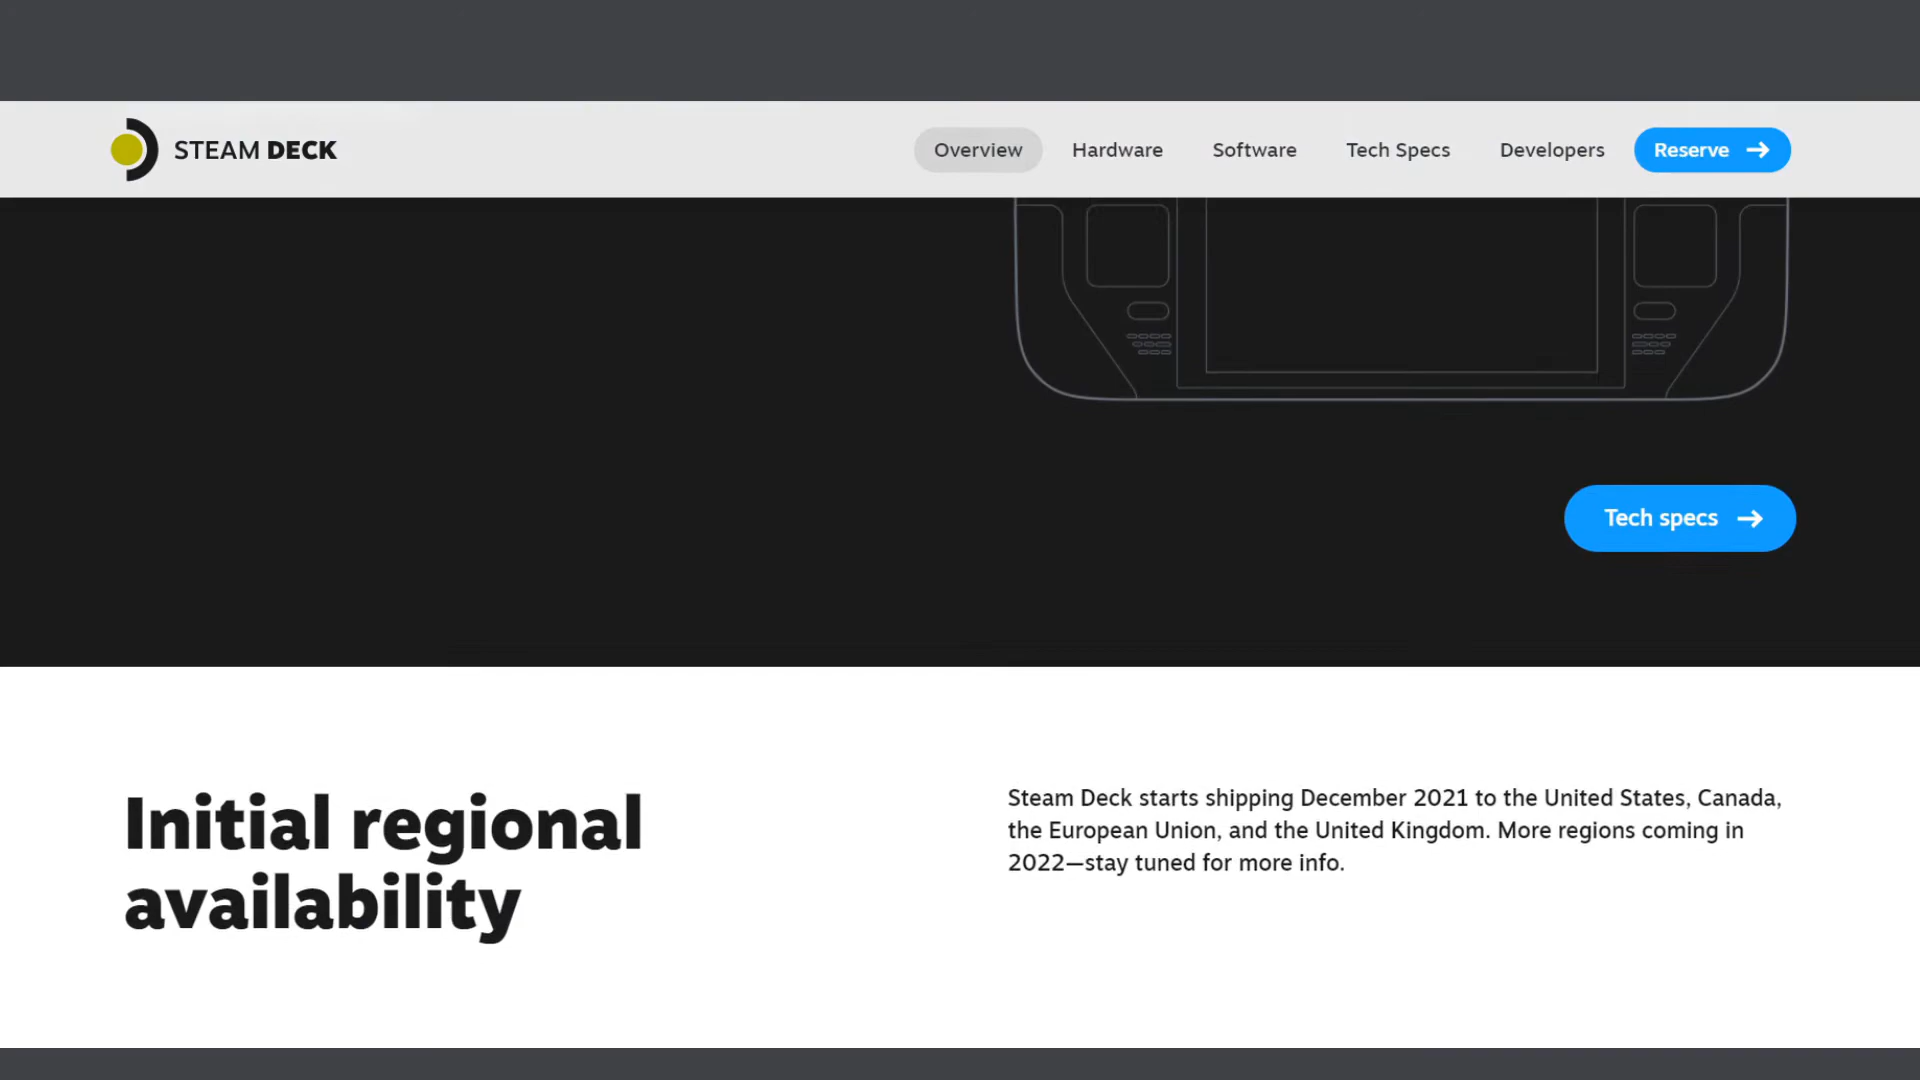 STEAM DECK
Overview
Hardware
Software
Tech Specs
Developers
Reserve
Tech specs
Initial regional
availability
Steam Deck starts shipping December 2021 to the United States, Canada,
the European Union, and the United Kingdom. More regions coming in
2022—stay tuned for more info.